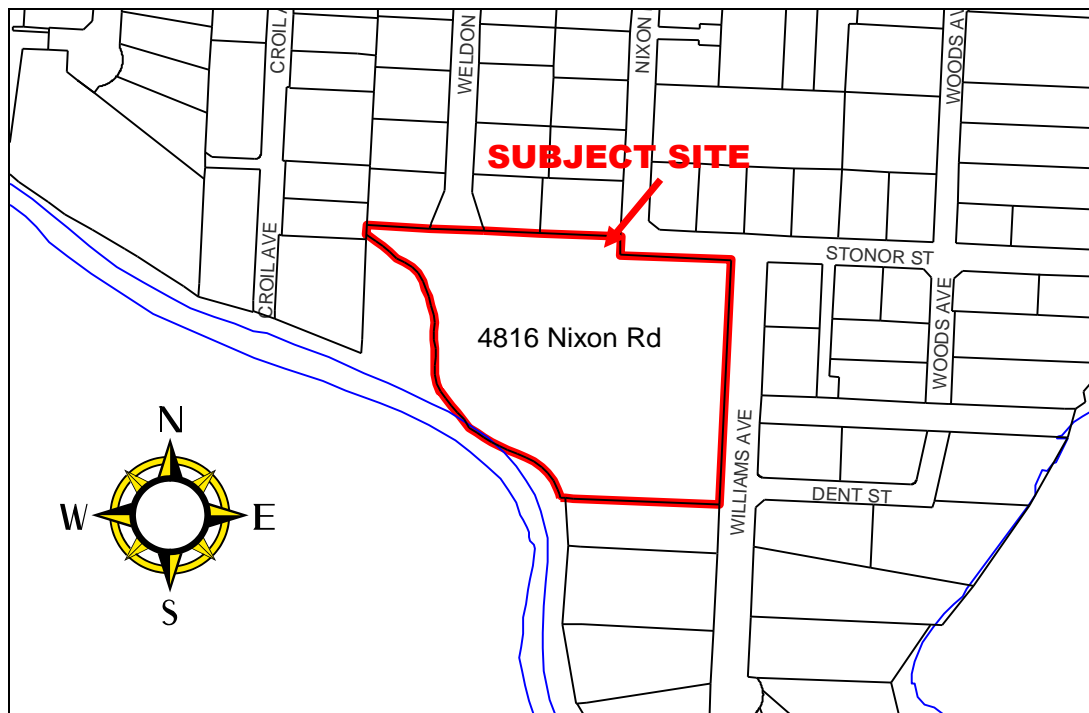 CROIL A
WELDON
NIXON
WOODS AV
SUBJECT SITE
CROIL AVE
STONOR ST
WOODS AVE
4816 Nixon Rd
WILLIAMS AVE
DENT ST
N
W
E
S